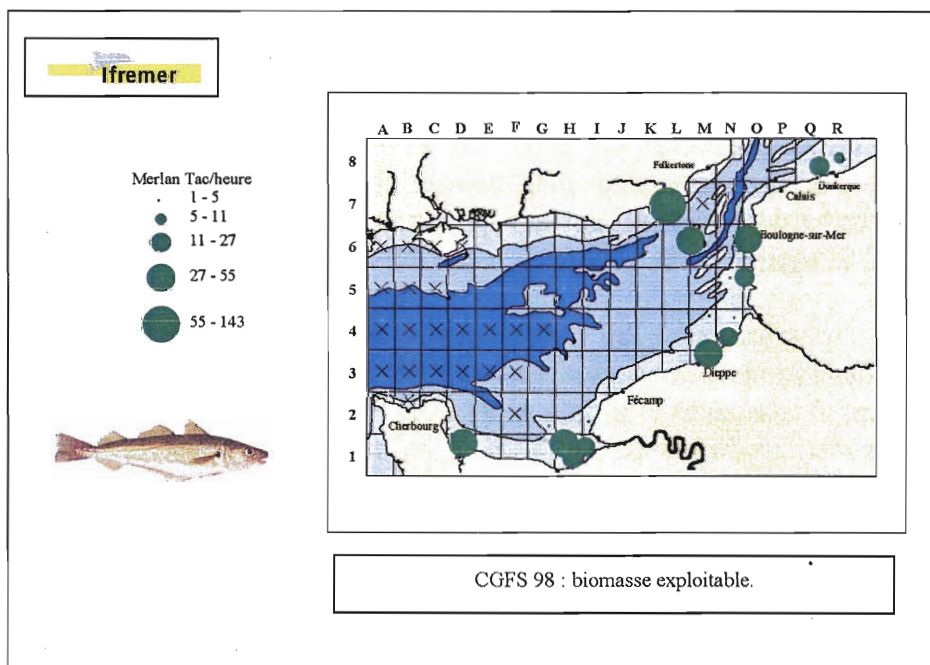 Ifremer
Merlan Tac/heure
1 - 5
5 - 11
11 - 27
27 - 55
55 - 143
A B C D E F G H I J K L M N O P Q R
8
7
6
5
4
3
2
1
Folkestone
Dunkerque
Calais
Boulogne-sur-Mer
Dieppe
Fécamp
Cherbourg
CGFS 98 : biomasse exploitable.